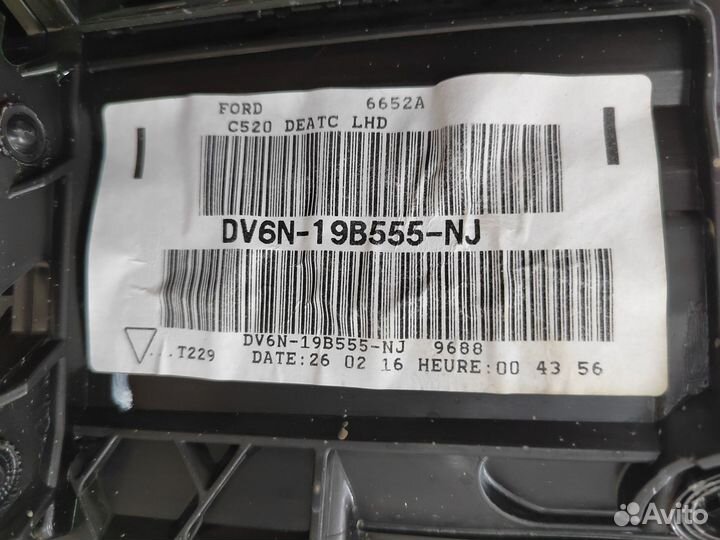 FORD 6652A
C520 DEATC LHD
DV6N-19B555-NJ
DV6N-19B555-NJ 9688
...T229
DATE:26 02 16 HEURE:00 43 56
Avito